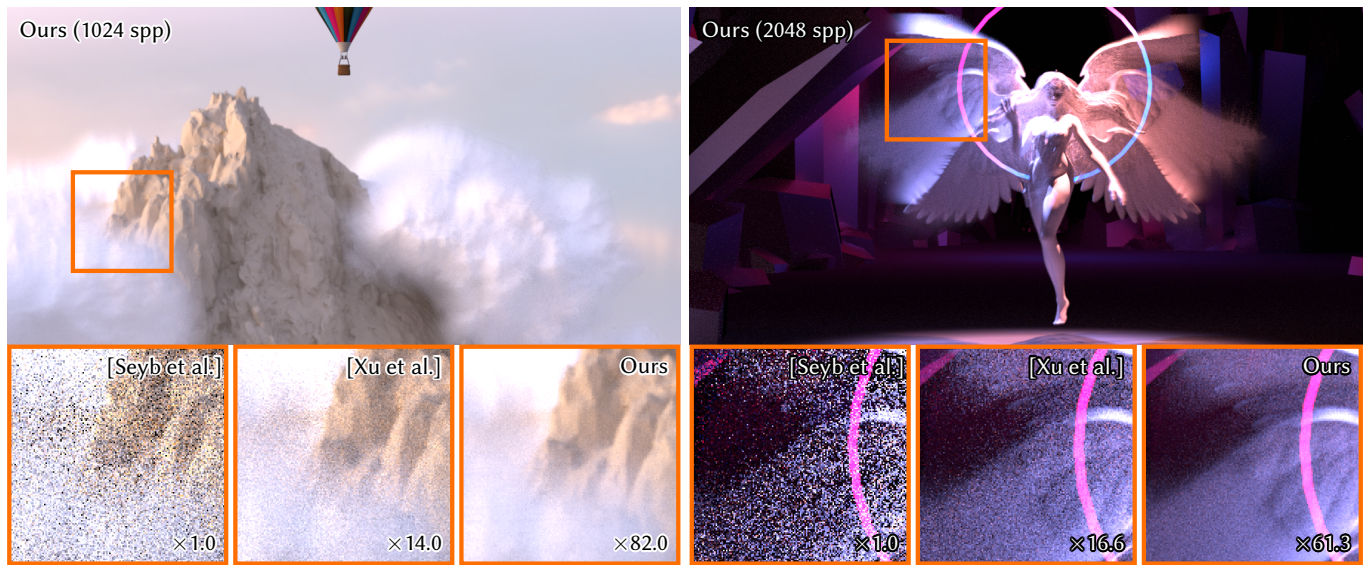 Ours (1024 spp)
Ours (2048 spp)
[Seyb et al.]
[Xu et al.]
Ours
×1.0
×14.0
×82.0
[Seyb et al.]
[Xu et al.]
Ours
×1.0
×16.6
×61.3